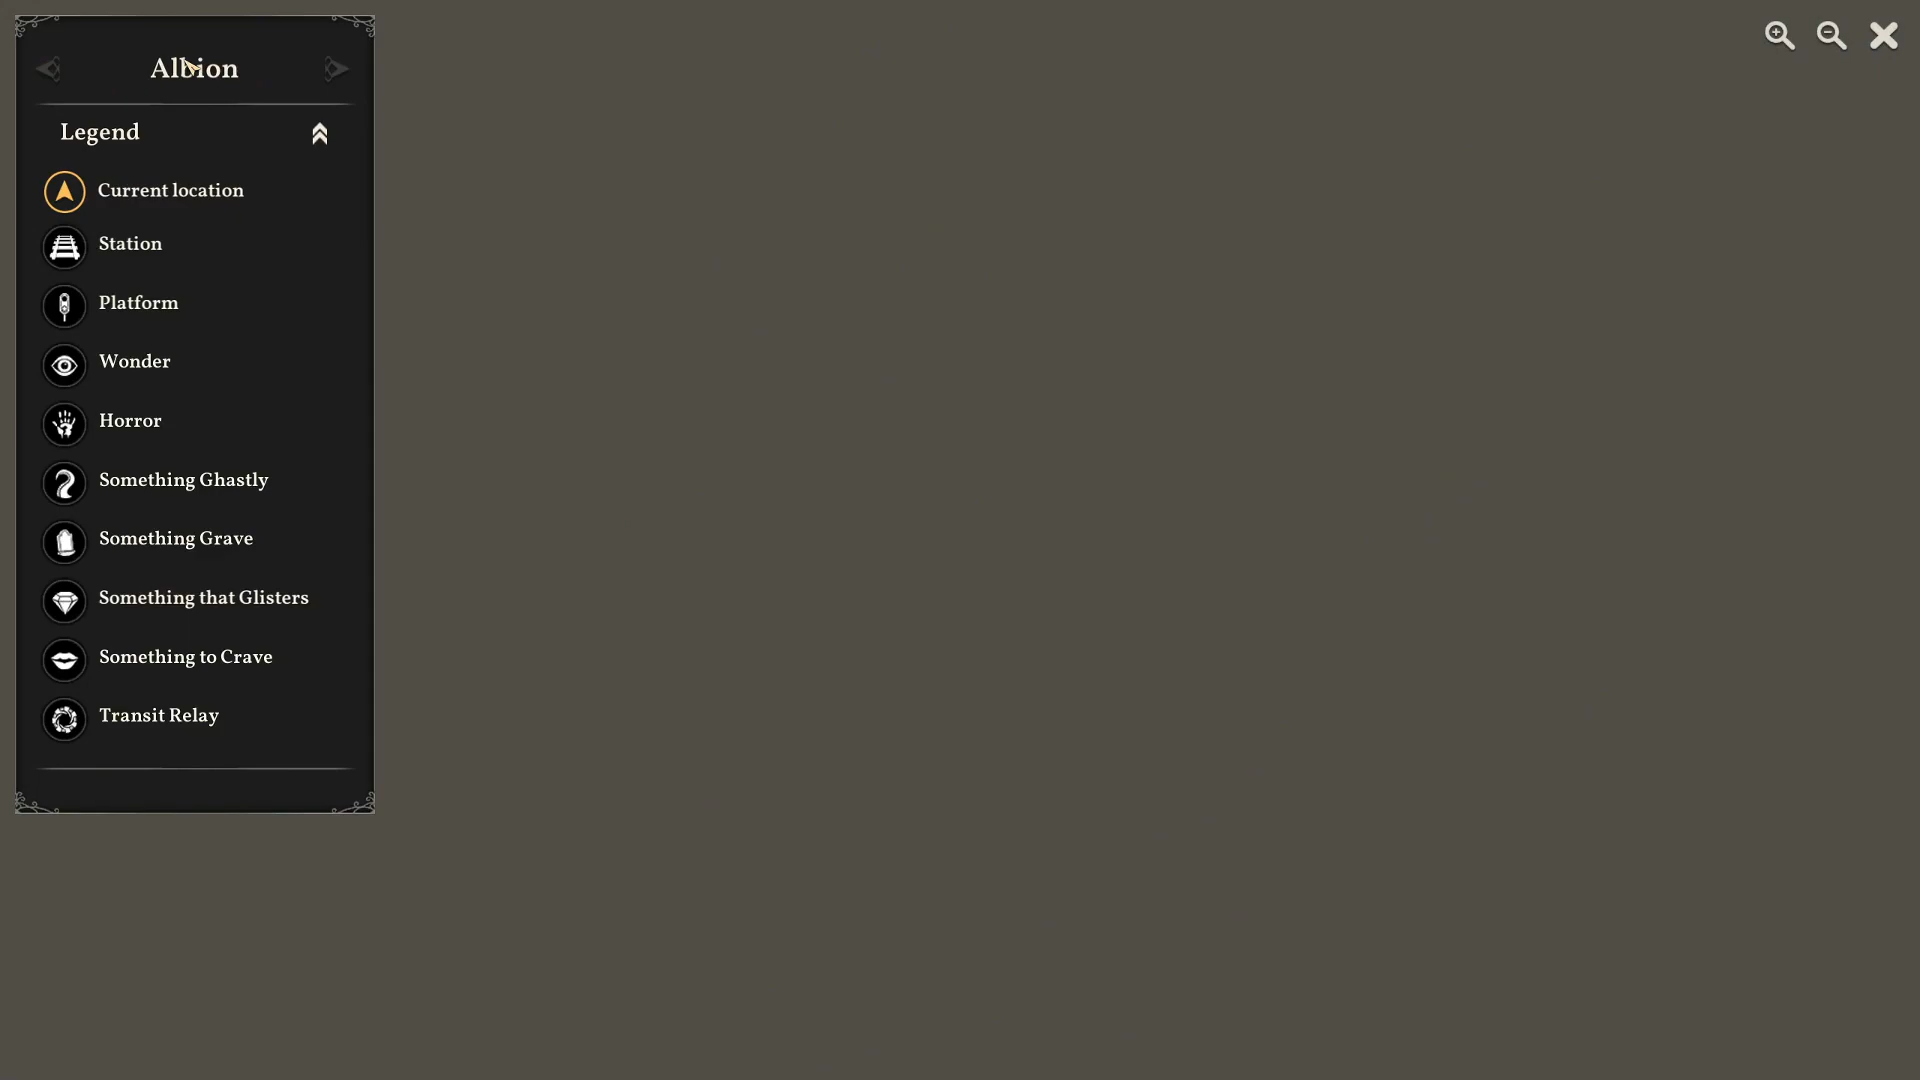 Albion
Legend
Current location
Station
Platform
Wonder
Horror
Something Ghastly
Something Grave
Something that Glisters
Something to Crave
Transit Relay